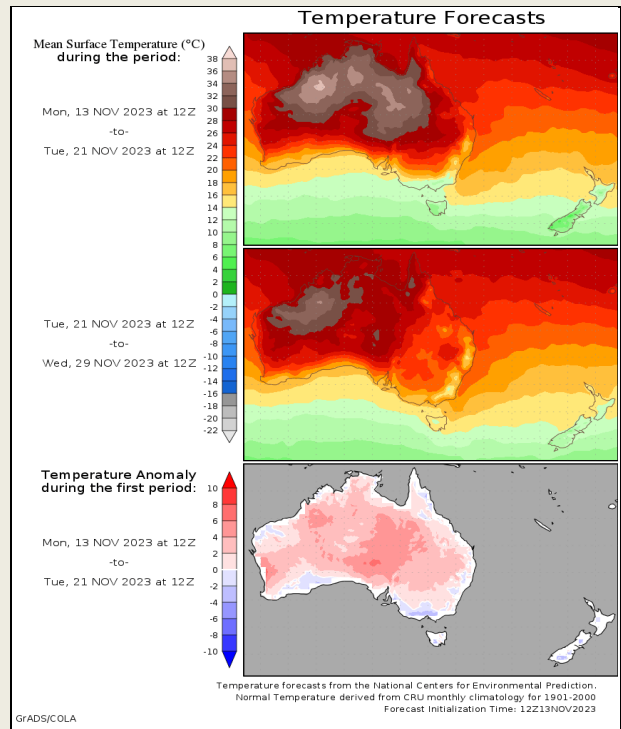 Temperature Forecasts
Mean Surface Temperature (°C)
during the period:
38
36
34
32
30
28
26
24
22
20
18
16
14
12
10
8
6
4
2
0
-2
-4
-6
-8
-10
-12
-14
-16
-18
-20
-22
Mon, 13 NOV 2023 at 12Z
-to-
Tue, 21 NOV 2023 at 12Z
Tue, 21 NOV 2023 at 12Z
-to-
Wed, 29 NOV 2023 at 12Z
Temperature Anomaly
during the first period:
10
8
6
4
2
0
-2
-4
-6
-8
-10
Mon, 13 NOV 2023 at 12Z
-to-
Tue, 21 NOV 2023 at 12Z
Temperature forecasts from the National Centers for Environmental Prediction.
Normal Temperature derived from CRU monthly climatology for 1901-2000
Forecast Initialization Time: 12Z13NOV2023
GrADS/COLA